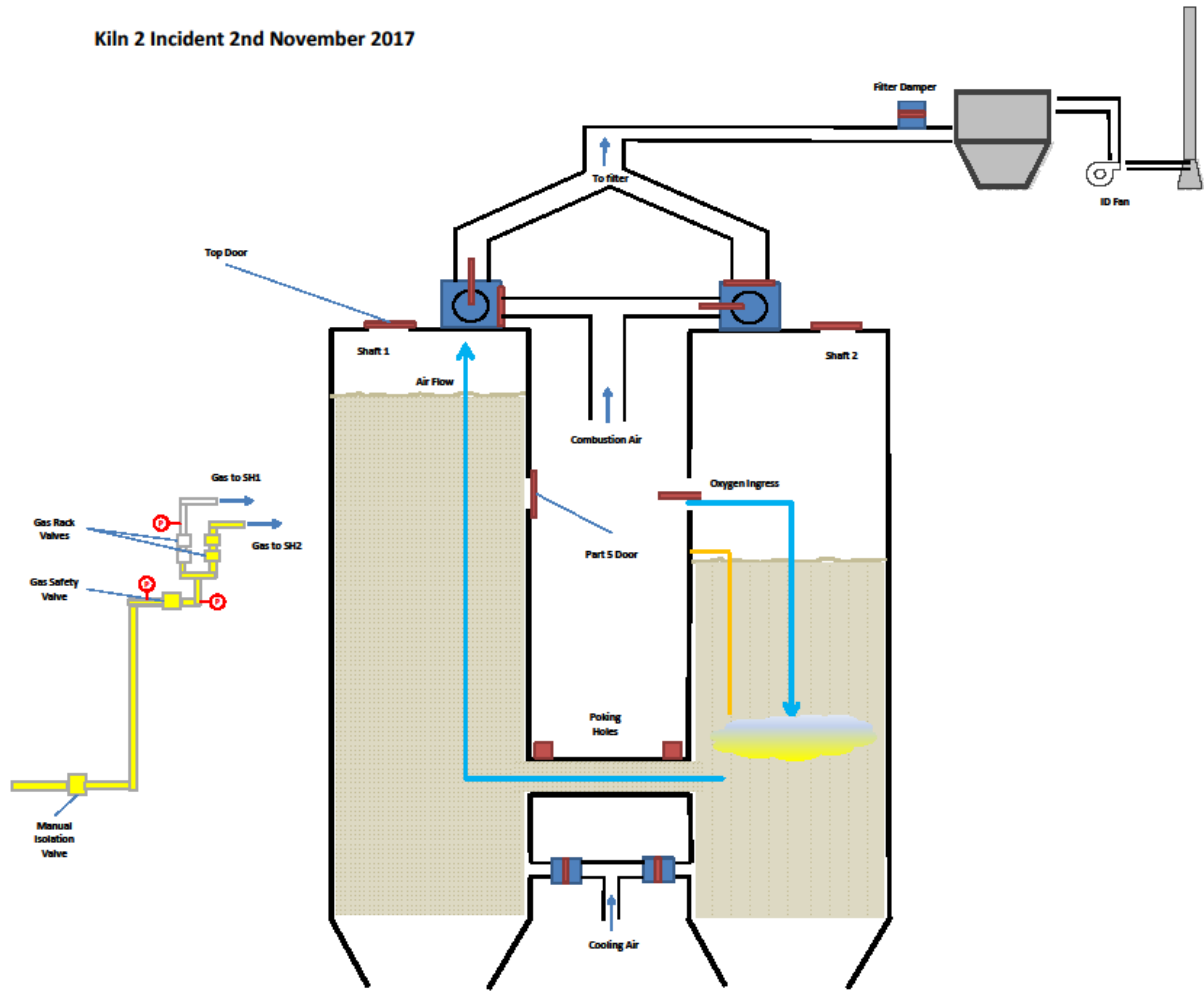 Kiln 2 Incident 2nd November 2017
Filter Damper
To filter
ID Fan
Top Door
Shaft 1
Shaft 2
Air Flow
Combustion Air
Gas to SH1
Oxygen Ingress
P
Gas Rack
Valves
Gas to SH2
Part S Door
Gas Safety
Valve
P
P
Poking
Holes
Manual
Isolation
Valve
Cooling Air